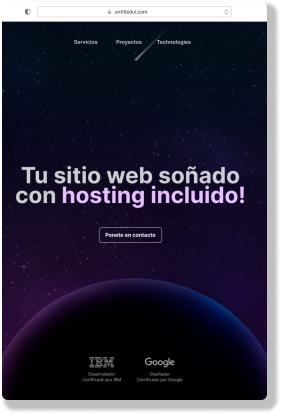 untitledui.com
Servicios Proyectos Technologies
Tu sitio web soñado
con hosting incluido!
Ponete en contacto
IBM Google
Desarrollador Diseñador
Certificado por IBM Certificado por Google